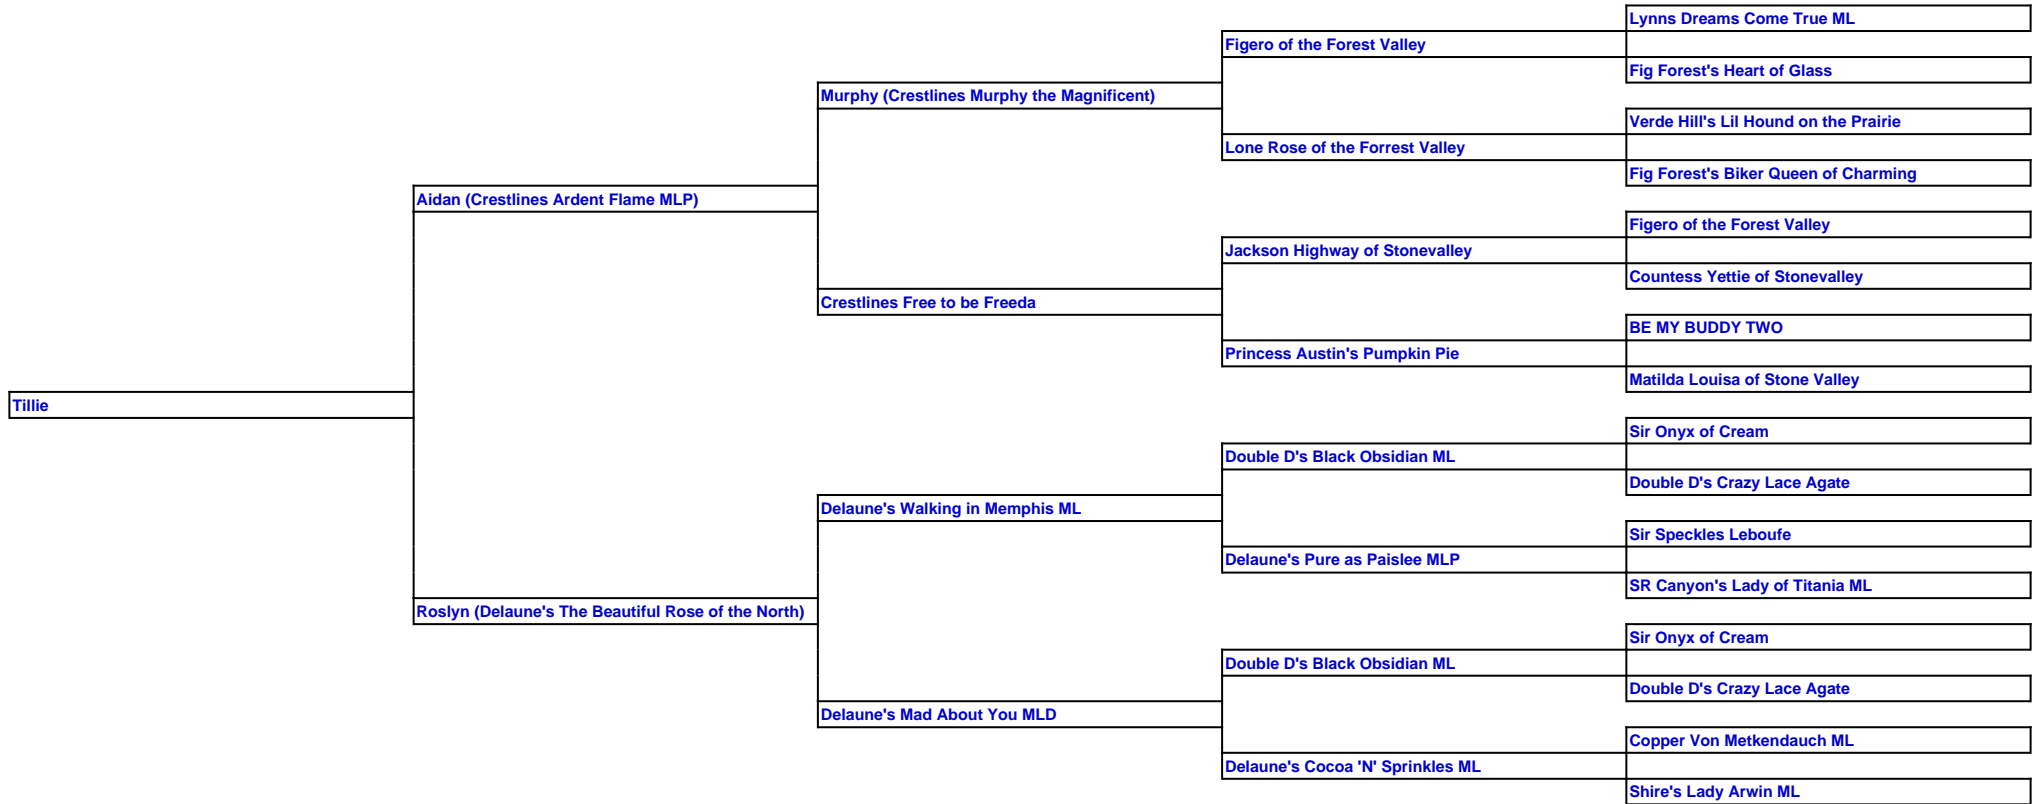 Lynns Dreams Come True ML
Figero of the Forest Valley
Fig Forest's Heart of Glass
Murphy (Crestlines Murphy the Magnificent)
Verde Hill's Lil Hound on the Prairie
Lone Rose of the Forrest Valley
Fig Forest's Biker Queen of Charming
Aidan (Crestlines Ardent Flame MLP)
Figero of the Forest Valley
Jackson Highway of Stonevalley
Countess Yettie of Stonevalley
Crestlines Free to be Freeda
BE MY BUDDY TWO
Princess Austin's Pumpkin Pie
Matilda Louisa of Stone Valley
Tillie
Sir Onyx of Cream
Double D's Black Obsidian ML
Double D's Crazy Lace Agate
Delaune's Walking in Memphis ML
Sir Speckles Leboufe
Delaune's Pure as Paislee MLP
SR Canyon's Lady of Titania ML
Roslyn (Delaune's The Beautiful Rose of the North)
Sir Onyx of Cream
Double D's Black Obsidian ML
Double D's Crazy Lace Agate
Delaune's Mad About You MLD
Copper Von Metkendauch ML
Delaune's Cocoa 'N' Sprinkles ML
Shire's Lady Arwin ML